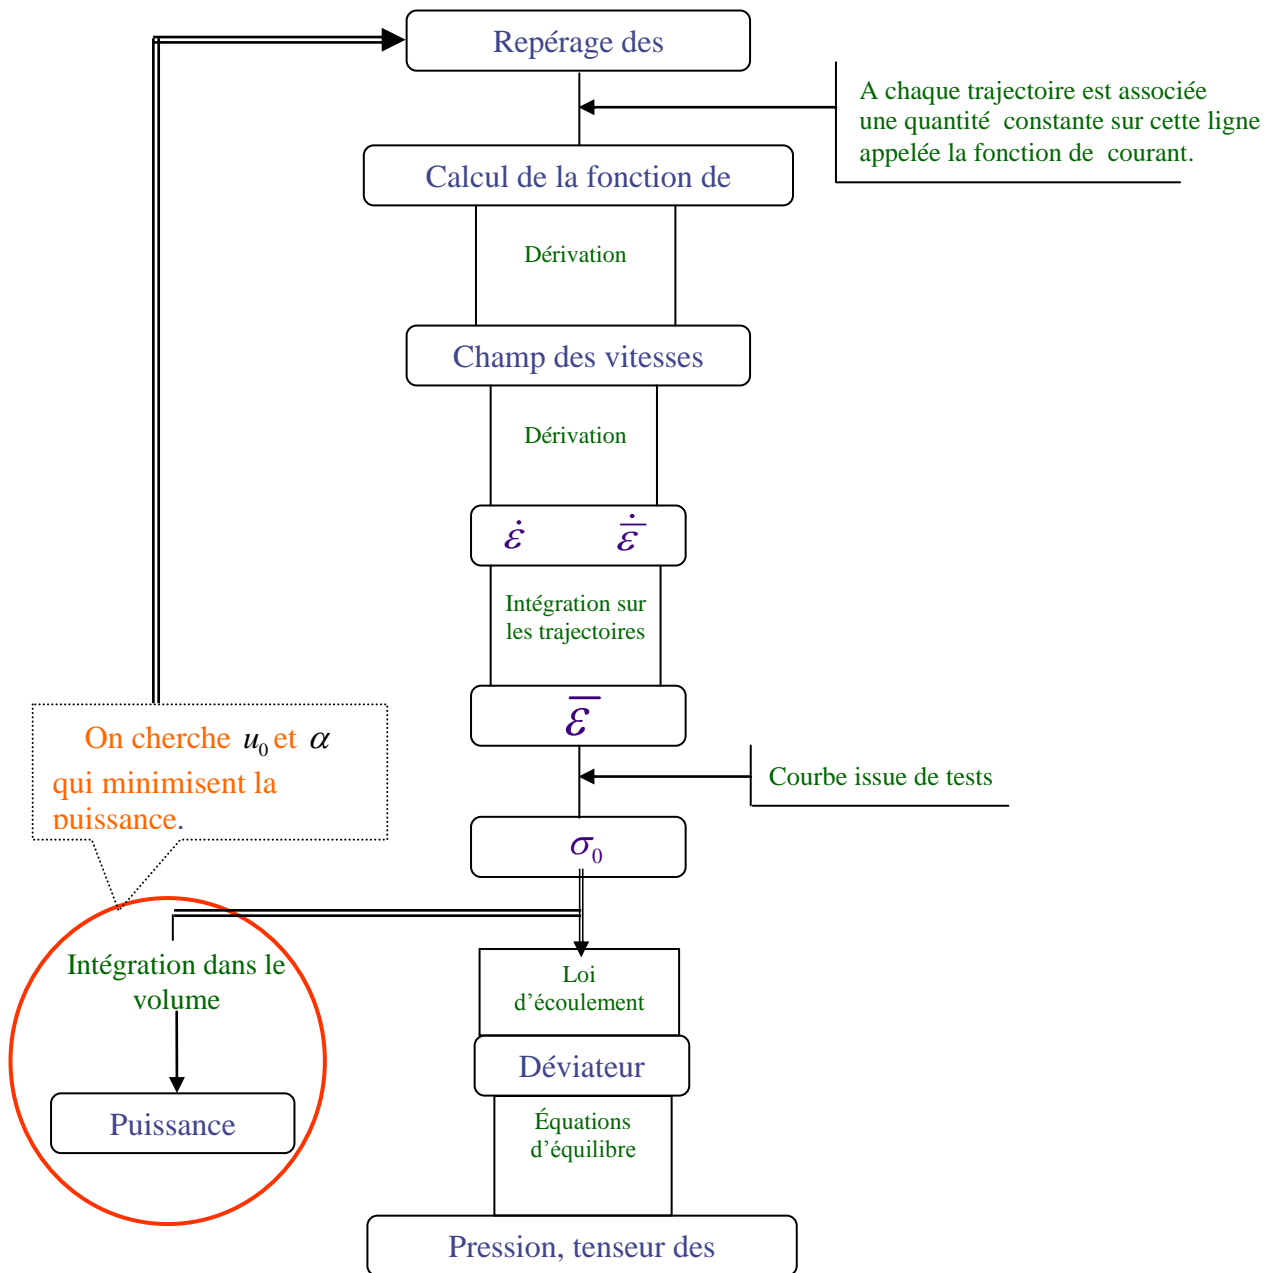 Repérage des
A chaque trajectoire est associée
une quantité constante sur cette ligne
appelée la fonction de courant.
Calcul de la fonction de
Dérivation
Champ des vitesses
Dérivation
ε̇ ε̅̇
Intégration sur
les trajectoires
ε̅
On cherche u₀ et α
qui minimisent la
puissance.
Courbe issue de tests
σ₀
Intégration dans le
volume
Loi
d’écoulement
Déviateur
Puissance
Équations
d’équilibre
Pression, tenseur des